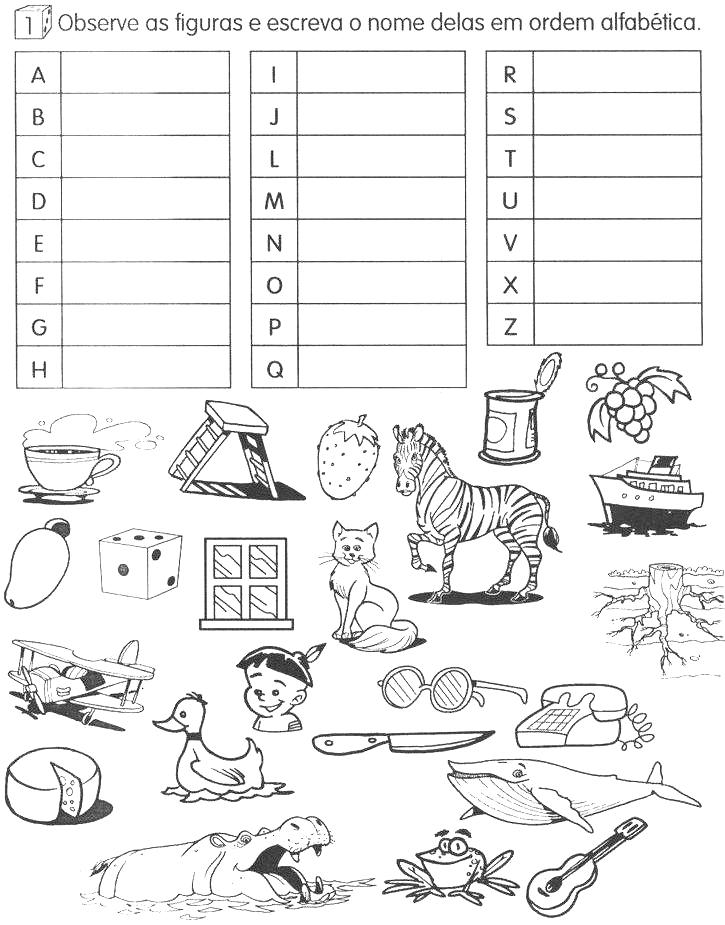 1 Observe as figuras e escreva o nome delas em ordem alfabética.
A
B
C
D
E
F
G
H
I
J
L
M
N
O
P
Q
R
S
T
U
V
X
Z